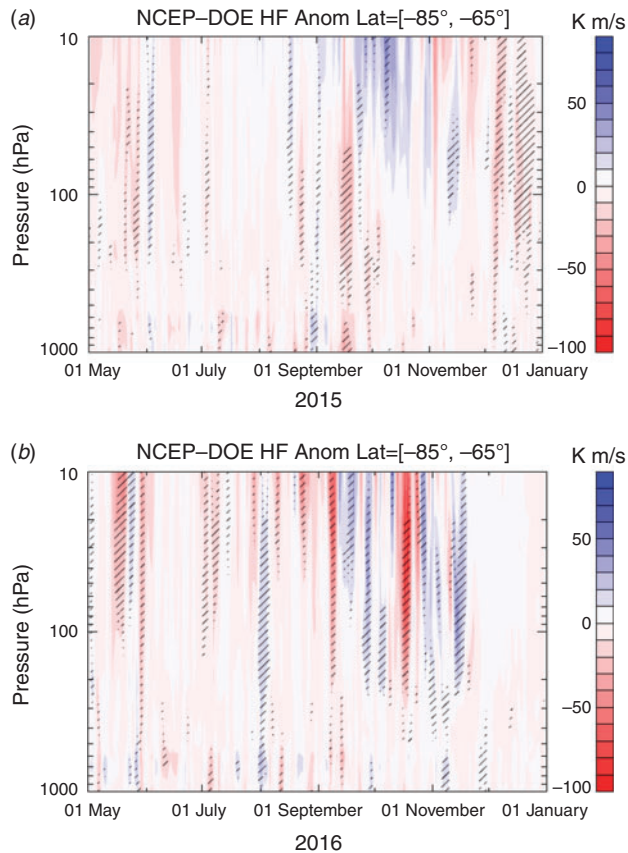 (a) NCEP–DOE HF Anom Lat=[–85°, –65°] K m/s
10
100
1000
Pressure (hPa)
50
0
–50
–100
01 May 01 July 01 September 01 November 01 January
2015
(b) NCEP–DOE HF Anom Lat=[–85°, –65°] K m/s
10
100
1000
Pressure (hPa)
50
0
–50
–100
01 May 01 July 01 September 01 November 01 January
2016